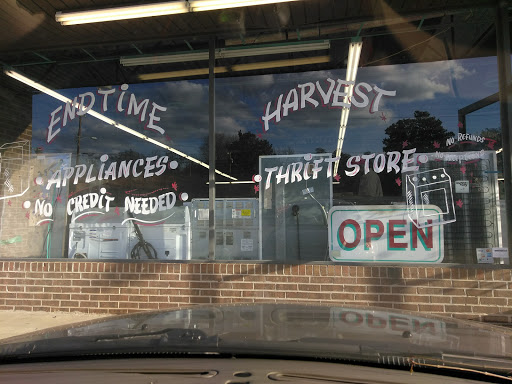 ENDTIME
HARVEST
• APPLIANCES •
• NO CREDIT NEEDED •
• THRIFT STORE •
NO REFUNDS
OPEN